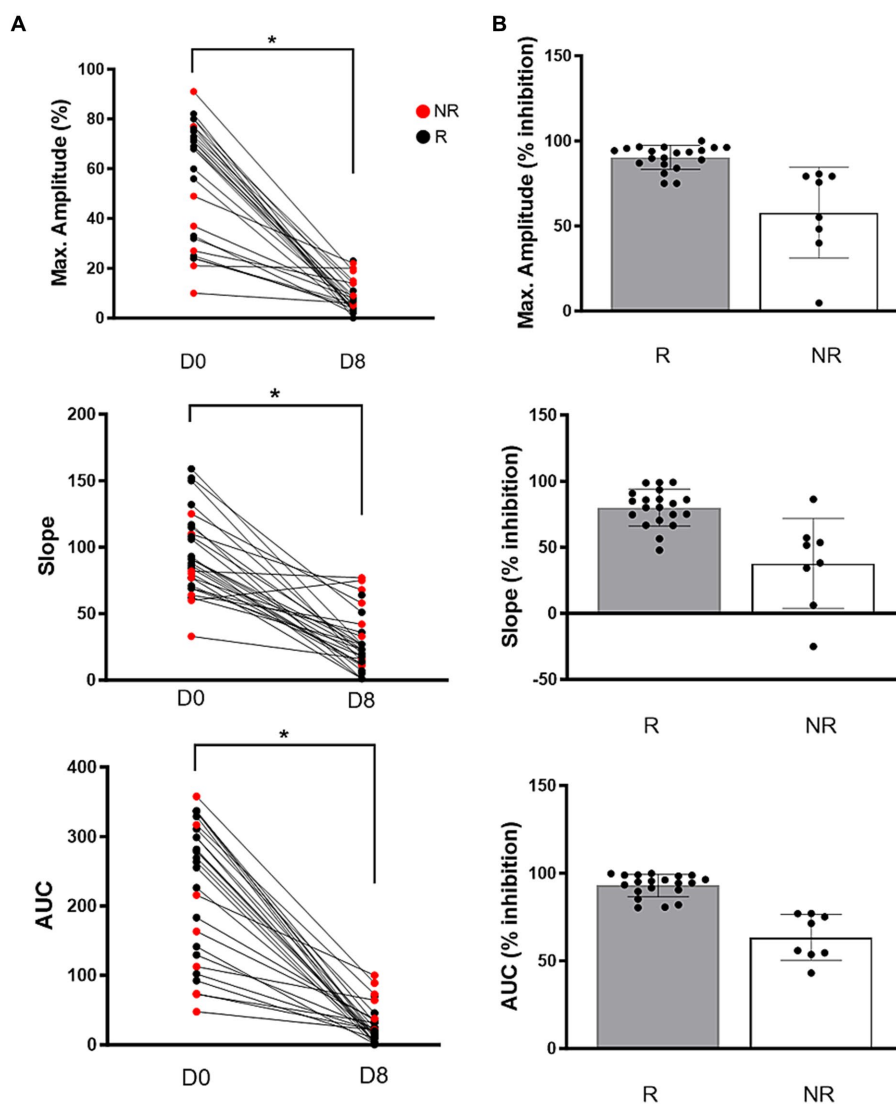 A
*
100
80
60
40
20
0
Max. Amplitude (%)
D0
D8
NR
R
B
150
100
50
0
Max. Amplitude (% inhibition)
R
NR
*
200
150
100
50
0
Slope
D0
D8
150
100
50
0
-50
Slope (% inhibition)
R
NR
*
400
300
200
100
0
AUC
D0
D8
150
100
50
0
AUC (% inhibition)
R
NR